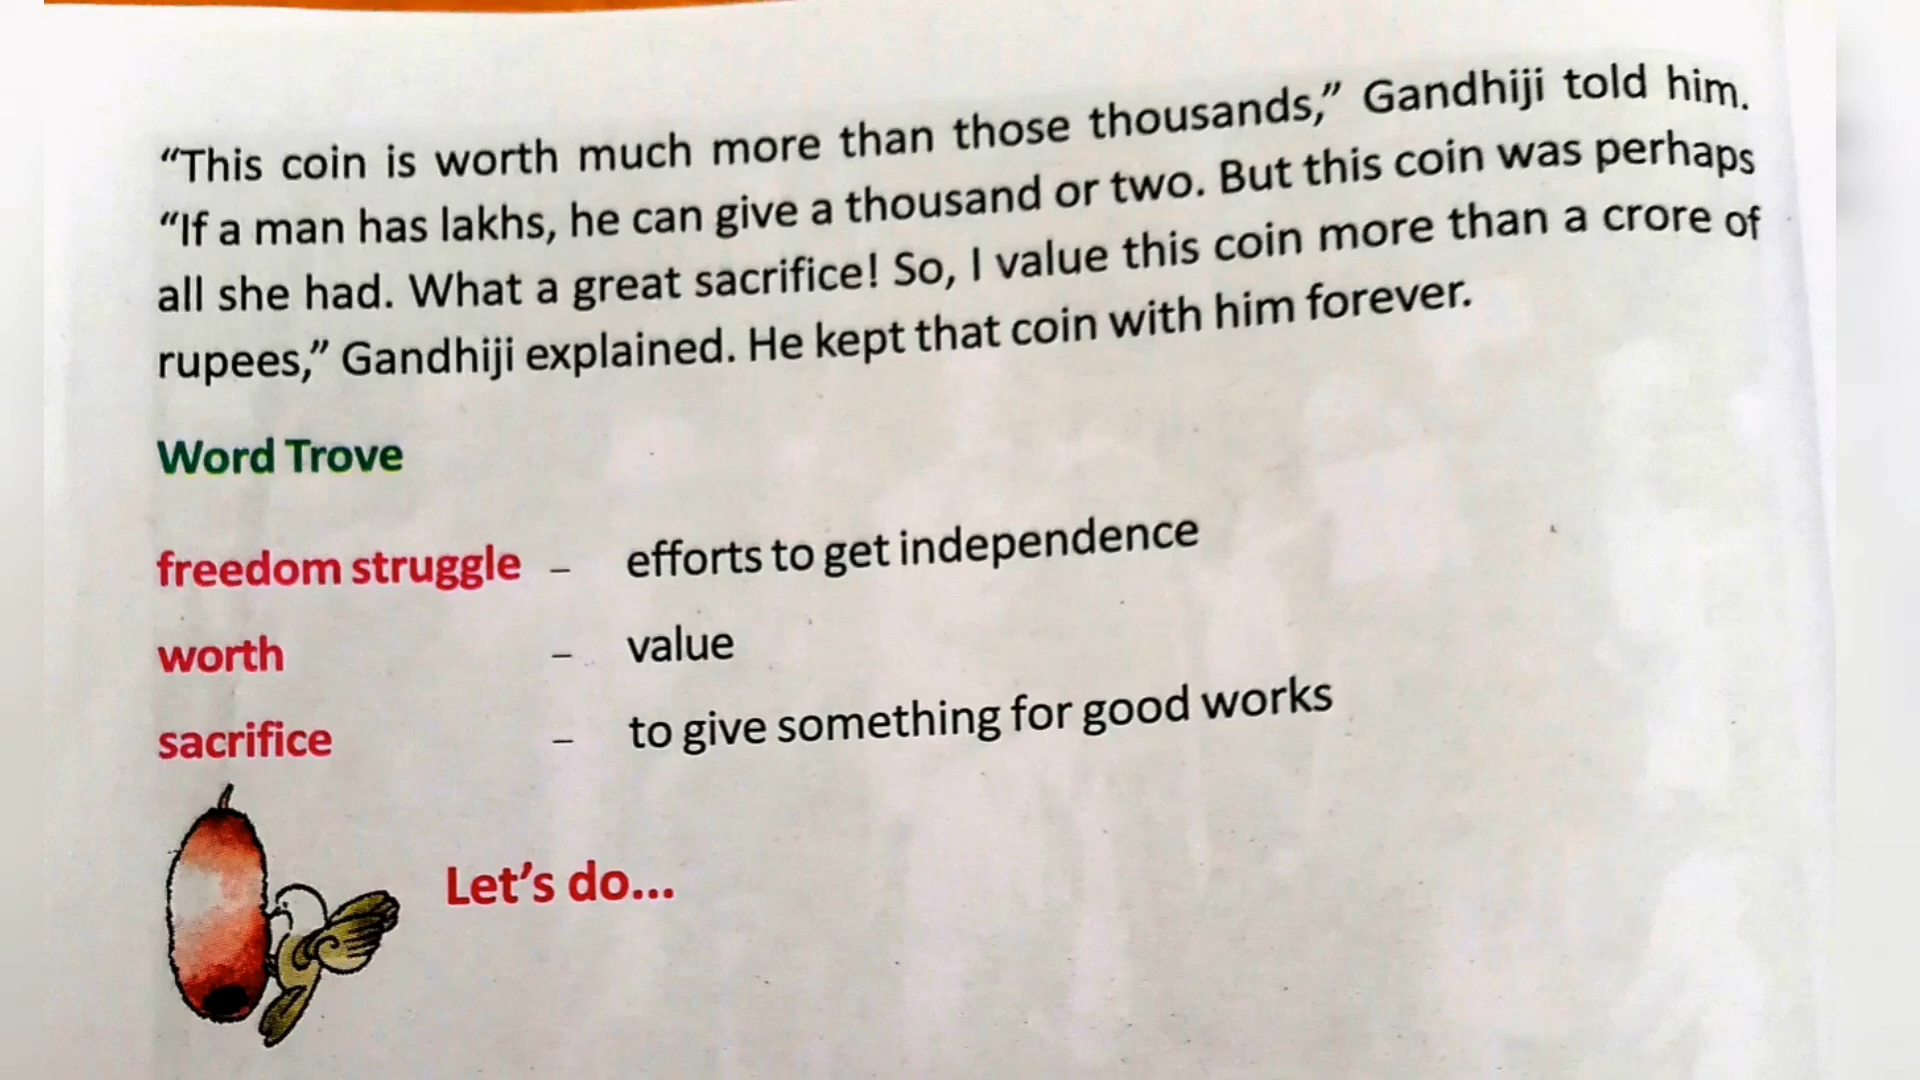 “This coin is worth much more than those thousands,” Gandhiji told him.
“If a man has lakhs, he can give a thousand or two. But this coin was perhaps
all she had. What a great sacrifice! So, I value this coin more than a crore of
rupees,” Gandhiji explained. He kept that coin with him forever.
Word Trove
freedom struggle – efforts to get independence
worth – value
sacrifice – to give something for good works
Let’s do...